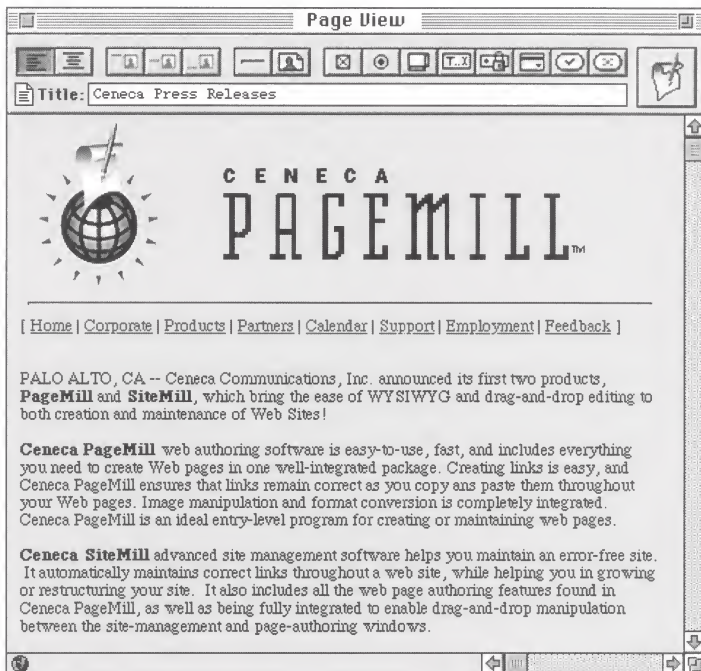 Page View
T..X
Title: Ceneca Press Releases
CENECA
PAGEMILL™
[ Home | Corporate | Products | Partners | Calendar | Support | Employment | Feedback ]
PALO ALTO, CA -- Ceneca Communications, Inc. announced its first two products,
PageMill and SiteMill, which bring the ease of WYSIWYG and drag-and-drop editing to
both creation and maintenance of Web Sites!
Ceneca PageMill web authoring software is easy-to-use, fast, and includes everything
you need to create Web pages in one well-integrated package. Creating links is easy, and
Ceneca PageMill ensures that links remain correct as you copy ans paste them throughout
your Web pages. Image manipulation and format conversion is completely integrated.
Ceneca PageMill is an ideal entry-level program for creating or maintaining web pages.
Ceneca SiteMill advanced site management software helps you maintain an error-free site.
It automatically maintains correct links throughout a web site, while helping you in growing
or restructuring your site. It also includes all the web page authoring features found in
Ceneca PageMill, as well as being fully integrated to enable drag-and-drop manipulation
between the site-management and page-authoring windows.